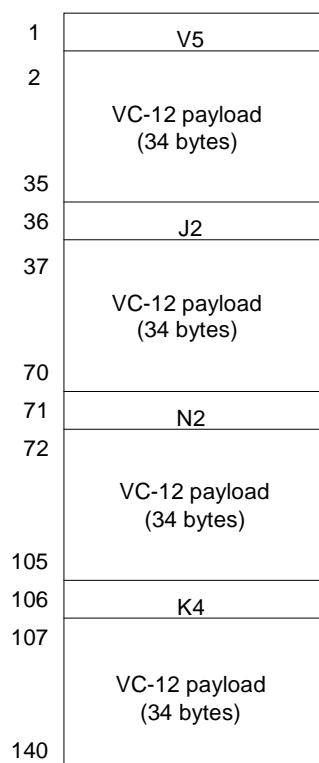 1
V5
2
VC-12 payload
(34 bytes)
35
36
J2
37
VC-12 payload
(34 bytes)
70
71
N2
72
VC-12 payload
(34 bytes)
105
106
K4
107
VC-12 payload
(34 bytes)
140